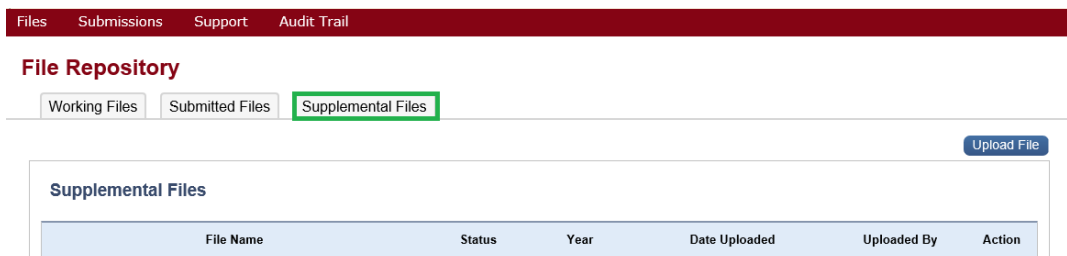 Files Submissions Support Audit Trail
File Repository
Working Files Submitted Files Supplemental Files
Upload File
Supplemental Files
File Name Status Year Date Uploaded Uploaded By Action